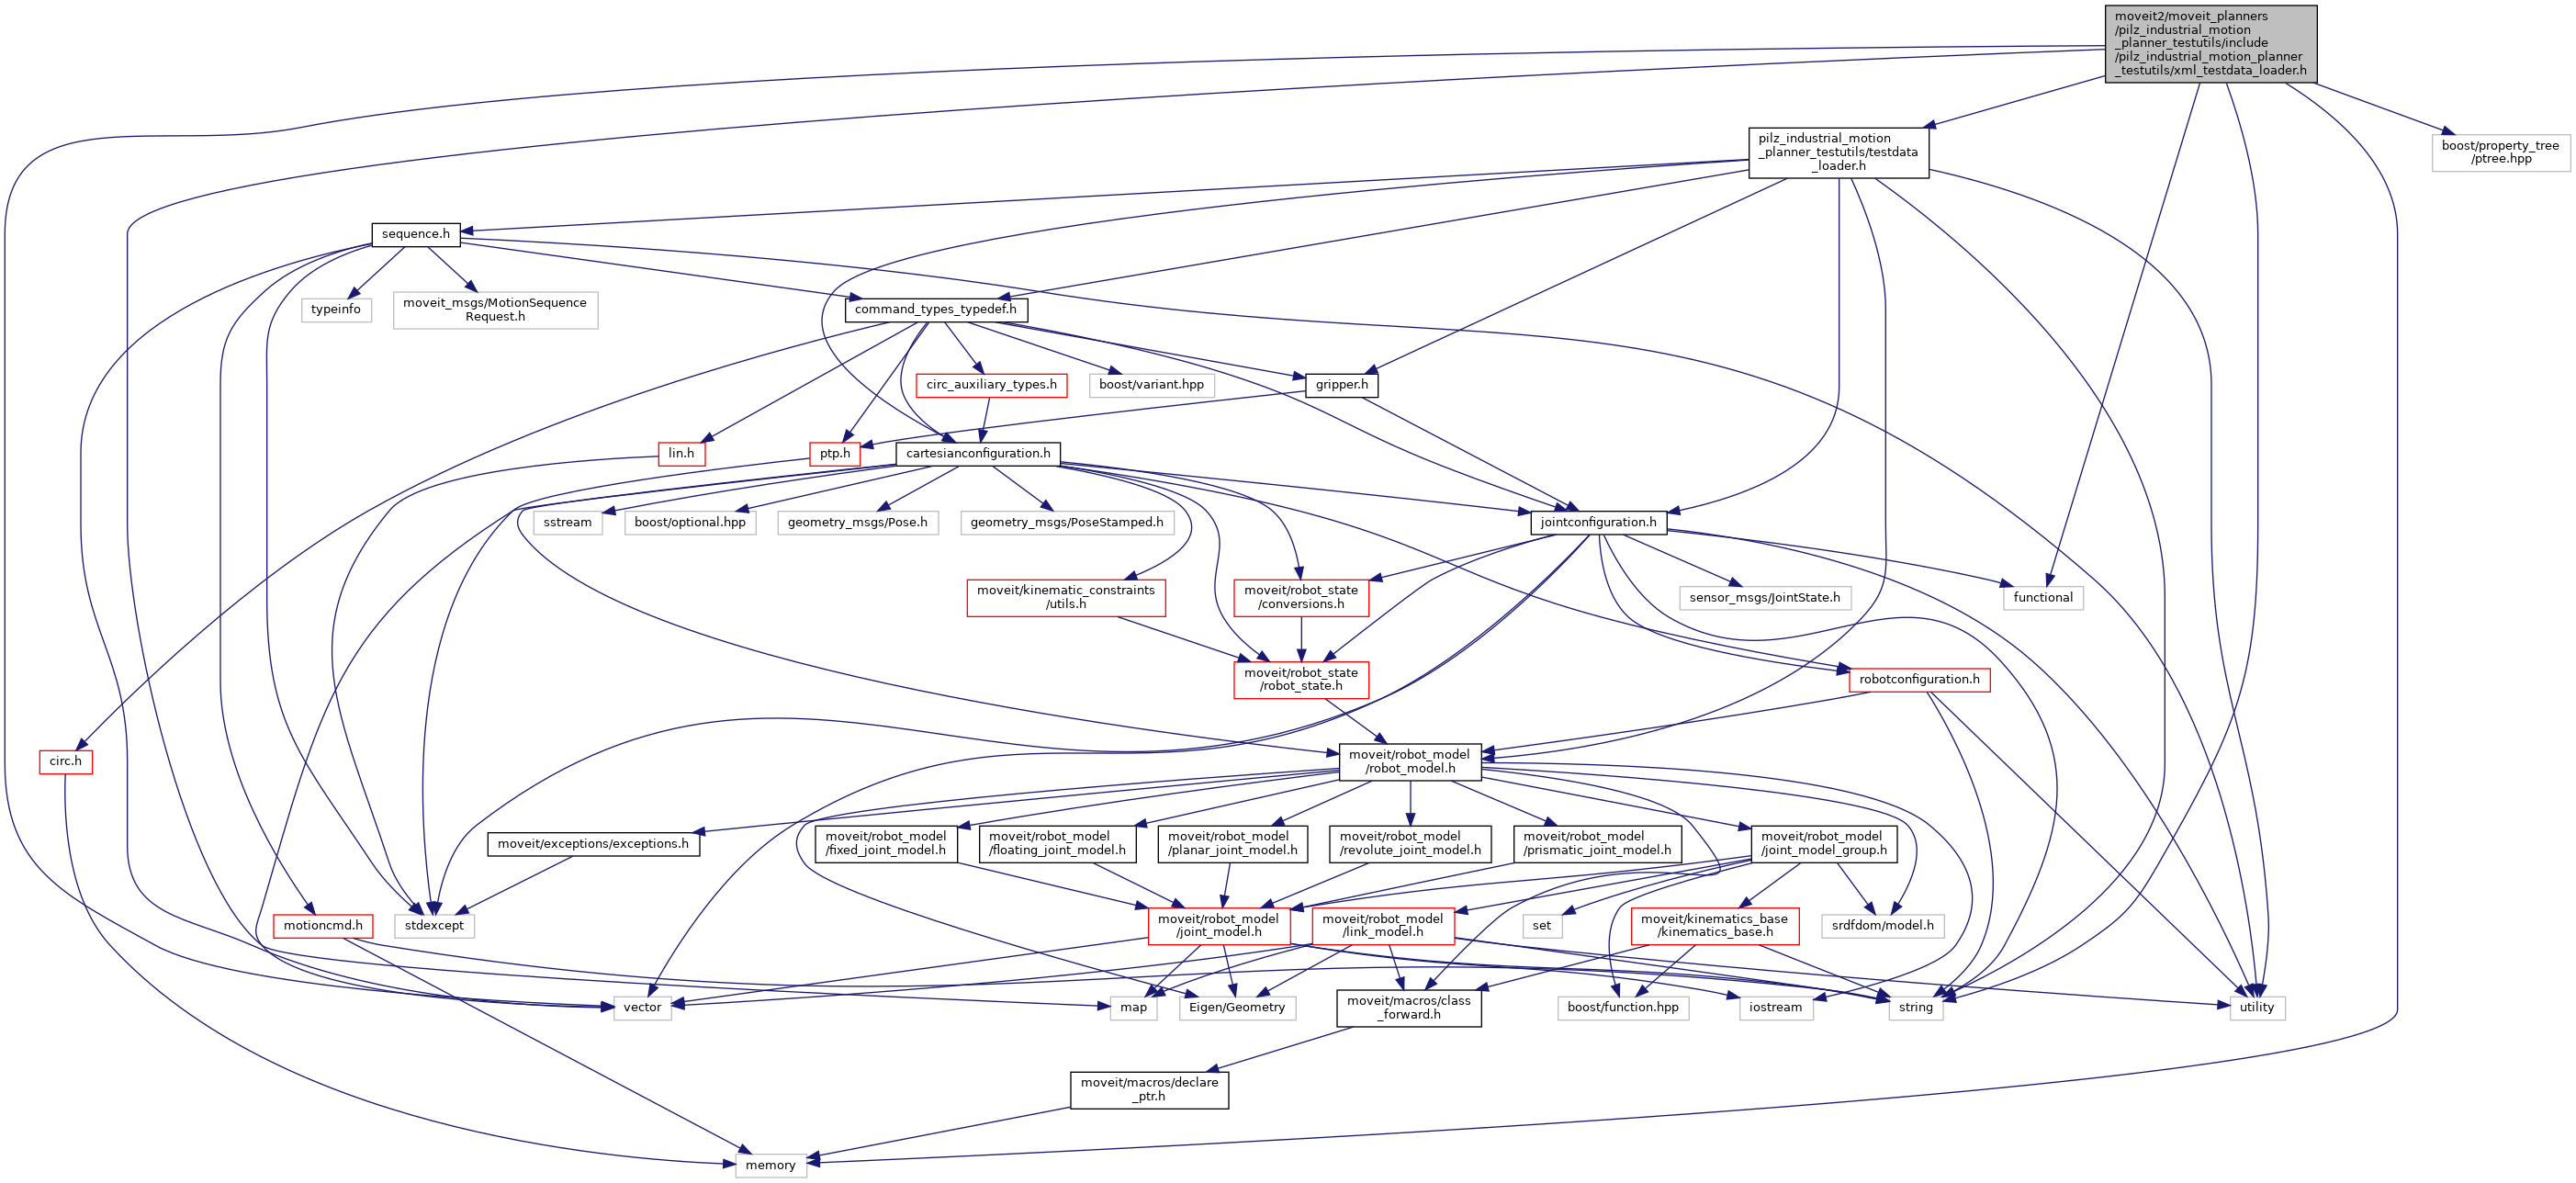 moveit2/moveit_planners
/pilz_industrial_motion
_planner_testutils/include
/pilz_industrial_motion_planner
_testutils/xml_testdata_loader.h
pilz_industrial_motion
_planner_testutils/testdata
_loader.h
boost/property_tree
/ptree.hpp
sequence.h
typeinfo
moveit_msgs/MotionSequence
Request.h
command_types_typedef.h
circ_auxiliary_types.h
boost/variant.hpp
gripper.h
lin.h
ptp.h
cartesianconfiguration.h
sstream
boost/optional.hpp
geometry_msgs/Pose.h
geometry_msgs/PoseStamped.h
jointconfiguration.h
moveit/kinematic_constraints
/utils.h
moveit/robot_state
/conversions.h
sensor_msgs/JointState.h
functional
moveit/robot_state
/robot_state.h
robotconfiguration.h
circ.h
moveit/robot_model
/robot_model.h
moveit/exceptions/exceptions.h
moveit/robot_model
/fixed_joint_model.h
moveit/robot_model
/floating_joint_model.h
moveit/robot_model
/planar_joint_model.h
moveit/robot_model
/revolute_joint_model.h
moveit/robot_model
/prismatic_joint_model.h
moveit/robot_model
/joint_model_group.h
motioncmd.h
stdexcept
moveit/robot_model
/joint_model.h
moveit/robot_model
/link_model.h
set
moveit/kinematics_base
/kinematics_base.h
srdfdom/model.h
vector
map
Eigen/Geometry
moveit/macros/class
_forward.h
boost/function.hpp
iostream
string
utility
moveit/macros/declare
_ptr.h
memory